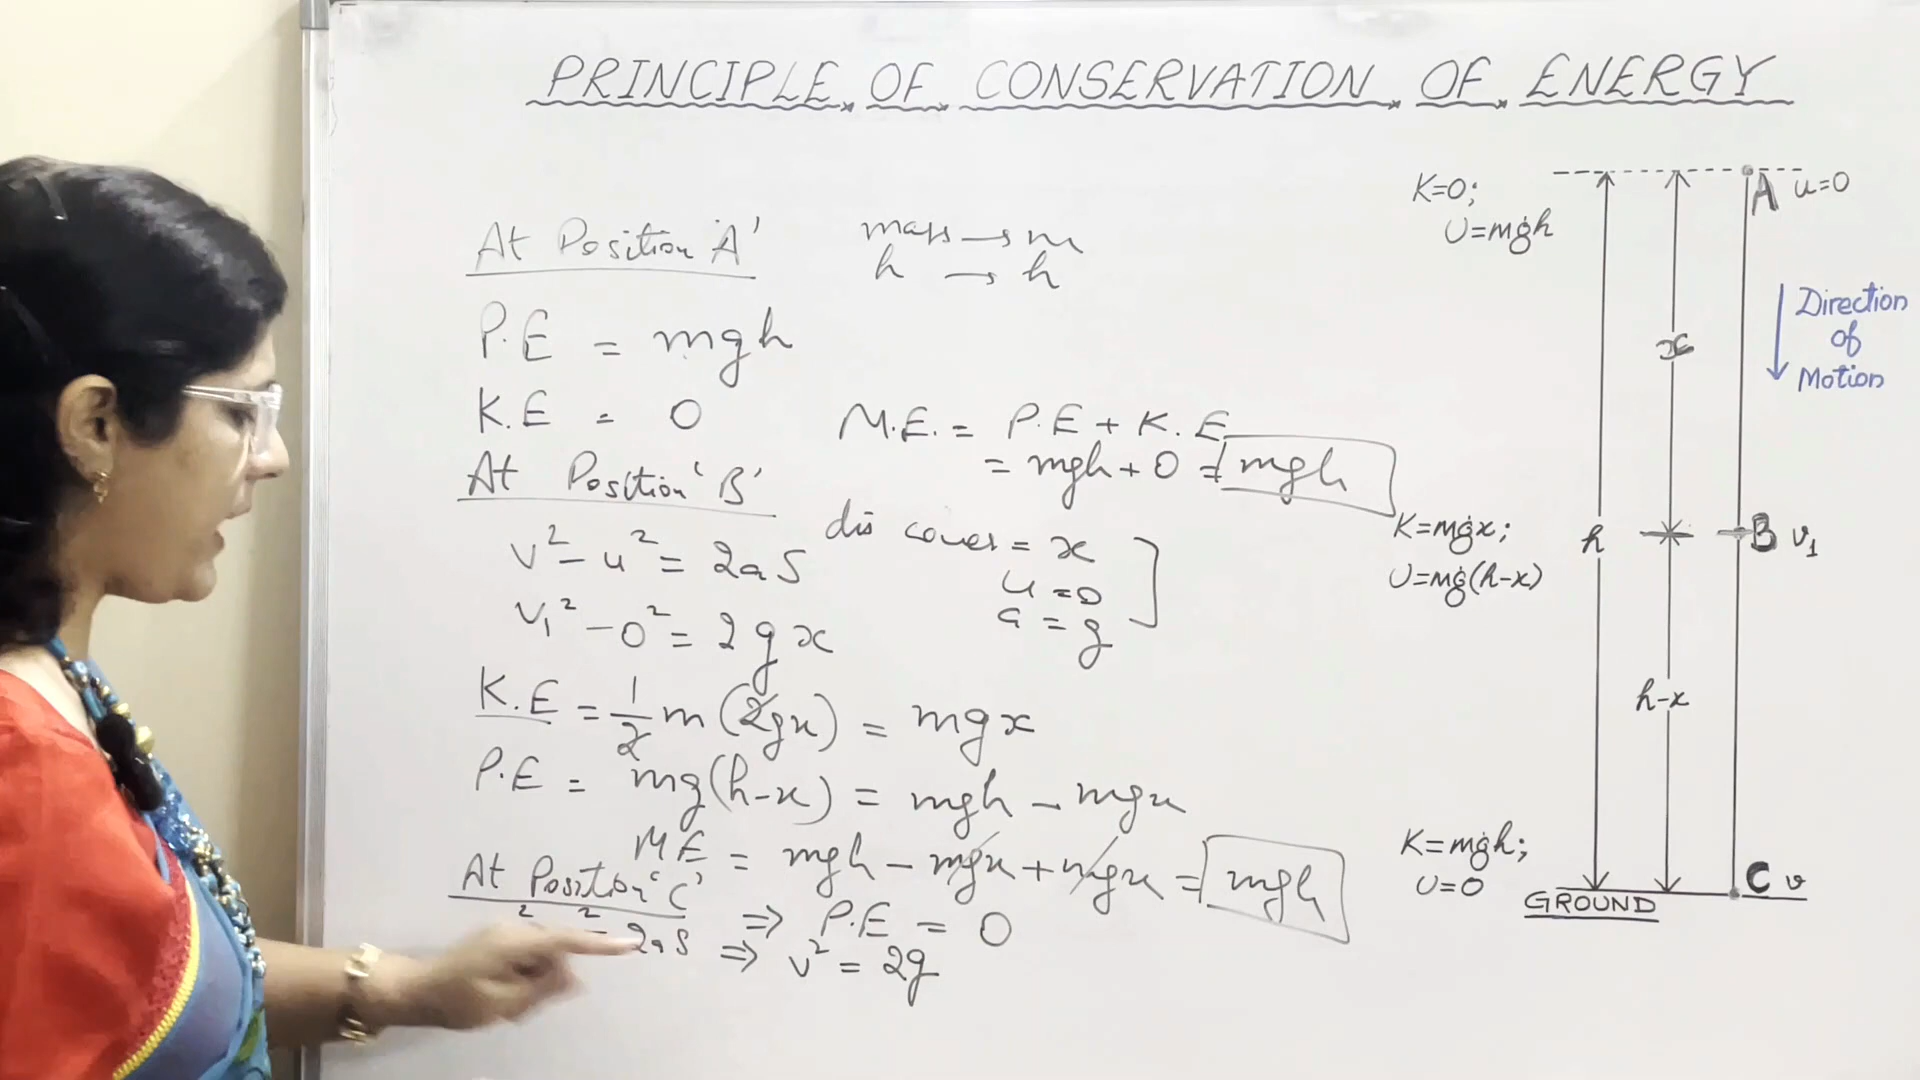 PRINCIPLE OF CONSERVATION OF ENERGY
At Position 'A'
mass → m
h → h
P.E = mgh
K.E = 0
M.E. = P.E + K.E
= mgh + 0 = mgh
At Position 'B'
dis cover = x
u = 0
a = g
v² - u² = 2aS
v₁² - 0² = 2gx
K.E = 1/2 m (2gx) = mgx
P.E = mg(h-x) = mgh - mgx
M E = mgh - mgx + mgx = mgh
At Position 'C'
⇒ P.E = 0
2aS ⇒ v² = 2g
K=0;
U=mgh
A u=0
Direction
of
Motion
x
K=mgx;
U=mg(h-x)
h
B v₁
h-x
K=mgh;
U=0
C v
GROUND